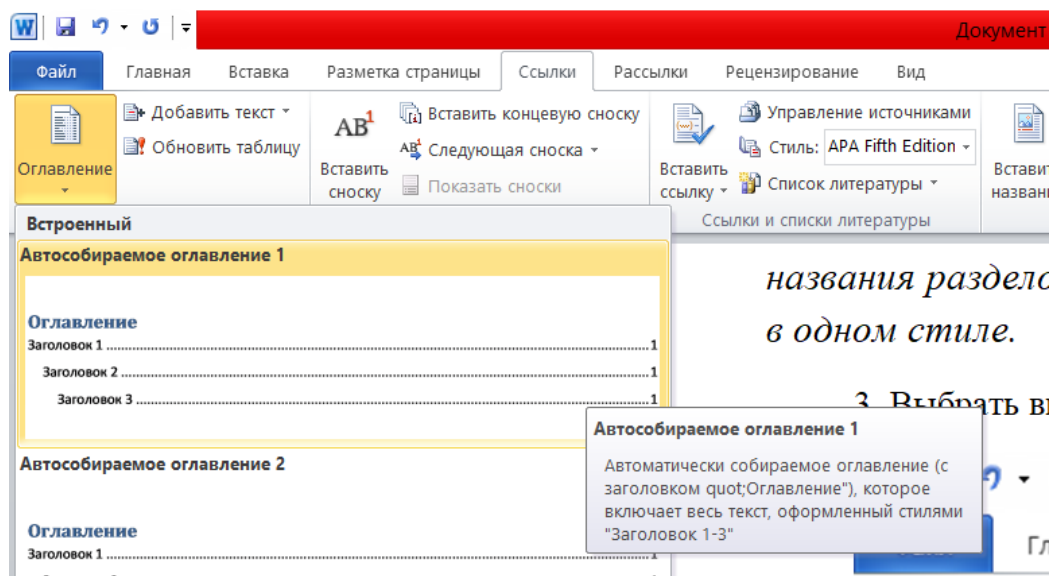 W
Документ
Файл Главная Вставка Разметка страницы Ссылки Рассылки Рецензирование Вид
Оглавление
Добавить текст
Обновить таблицу
AB1
Вставить
сноску
Вставить концевую сноску
AB1 Следующая сноска
Показать сноски
Вставить
ссылку
Управление источниками
Стиль: APA Fifth Edition
Список литературы
Ссылки и списки литературы
Встави
назван
Встроенный
Автособираемое оглавление 1
Оглавление
Заголовок 1 ... 1
Заголовок 2 ... 1
Заголовок 3 ... 1
Автособираемое оглавление 2
Оглавление
Заголовок 1 ... 1
Автособираемое оглавление 1
Автоматически собираемое оглавление (с
заголовком quot;Оглавление"), которое
включает весь текст, оформленный стилями
"Заголовок 1-3"
названия раздело
в одном стиле.
3. Выбрать в
Гл